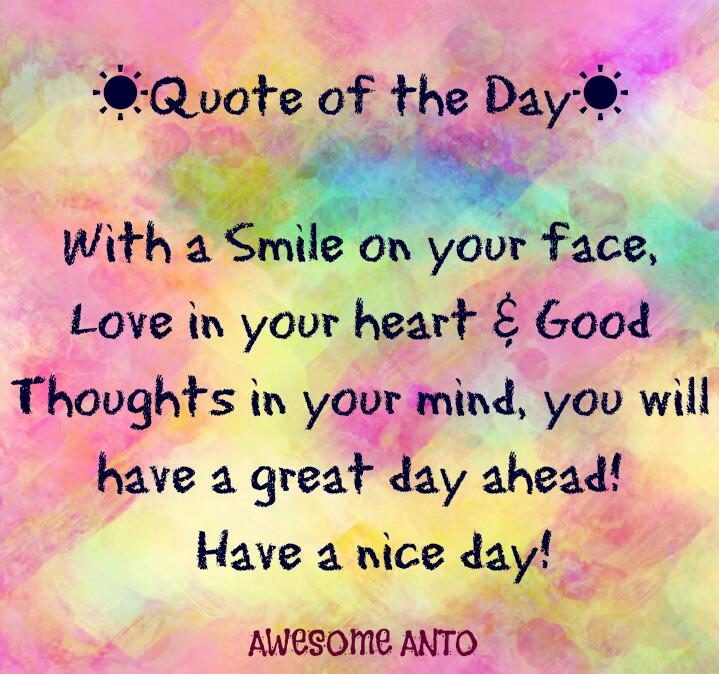 ☀Quote of the Day☀
With a Smile on your face,
Love in your heart & Good
Thoughts in your mind, you will
have a great day ahead!
Have a nice day!
AWESOME ANTO